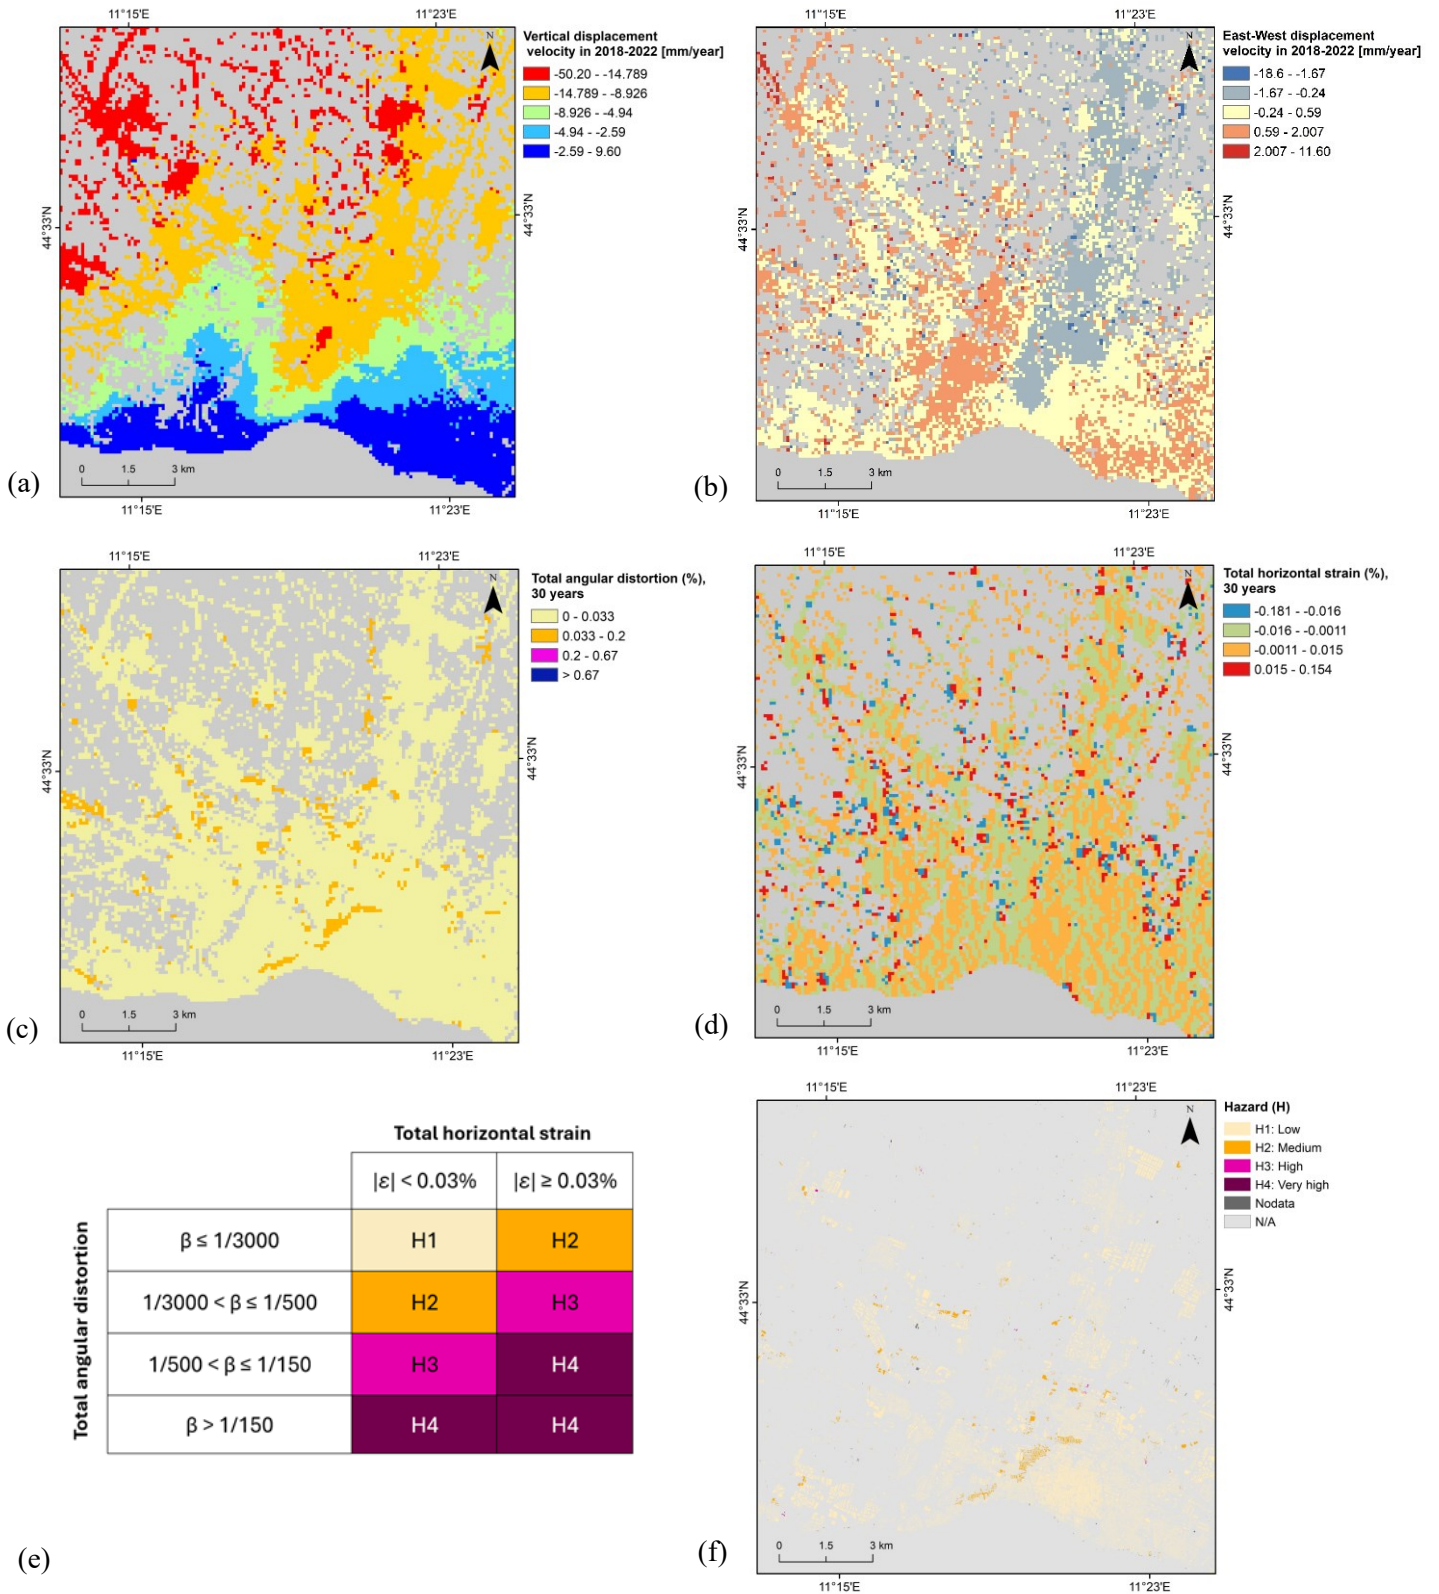 11°15'E
11°23'E
N
Vertical displacement
velocity in 2018-2022 [mm/year]
-50.20 - -14.789
-14.789 - -8.926
-8.926 - -4.94
-4.94 - -2.59
-2.59 - 9.60
44°33'N
44°33'N
0 1.5 3 km
11°15'E
11°23'E
(a)
11°15'E
11°23'E
N
East-West displacement
velocity in 2018-2022 [mm/year]
-18.6 - -1.67
-1.67 - -0.24
-0.24 - 0.59
0.59 - 2.007
2.007 - 11.60
44°33'N
44°33'N
0 1.5 3 km
11°15'E
11°23'E
(b)
11°15'E
11°23'E
N
Total angular distortion (%),
30 years
0 - 0.033
0.033 - 0.2
0.2 - 0.67
> 0.67
44°33'N
44°33'N
0 1.5 3 km
11°15'E
11°23'E
(c)
11°15'E
11°23'E
N
Total horizontal strain (%),
30 years
-0.181 - -0.016
-0.016 - -0.0011
-0.0011 - 0.015
0.015 - 0.154
44°33'N
44°33'N
0 1.5 3 km
11°15'E
11°23'E
(d)
Total horizontal strain
|ε| < 0.03%
|ε| ≥ 0.03%
Total angular distortion
β ≤ 1/3000
H1
H2
1/3000 < β ≤ 1/500
H2
H3
1/500 < β ≤ 1/150
H3
H4
β > 1/150
H4
H4
(e)
11°15'E
11°23'E
N
Hazard (H)
H1: Low
H2: Medium
H3: High
H4: Very high
Nodata
N/A
44°33'N
44°33'N
0 1.5 3 km
11°15'E
11°23'E
(f)